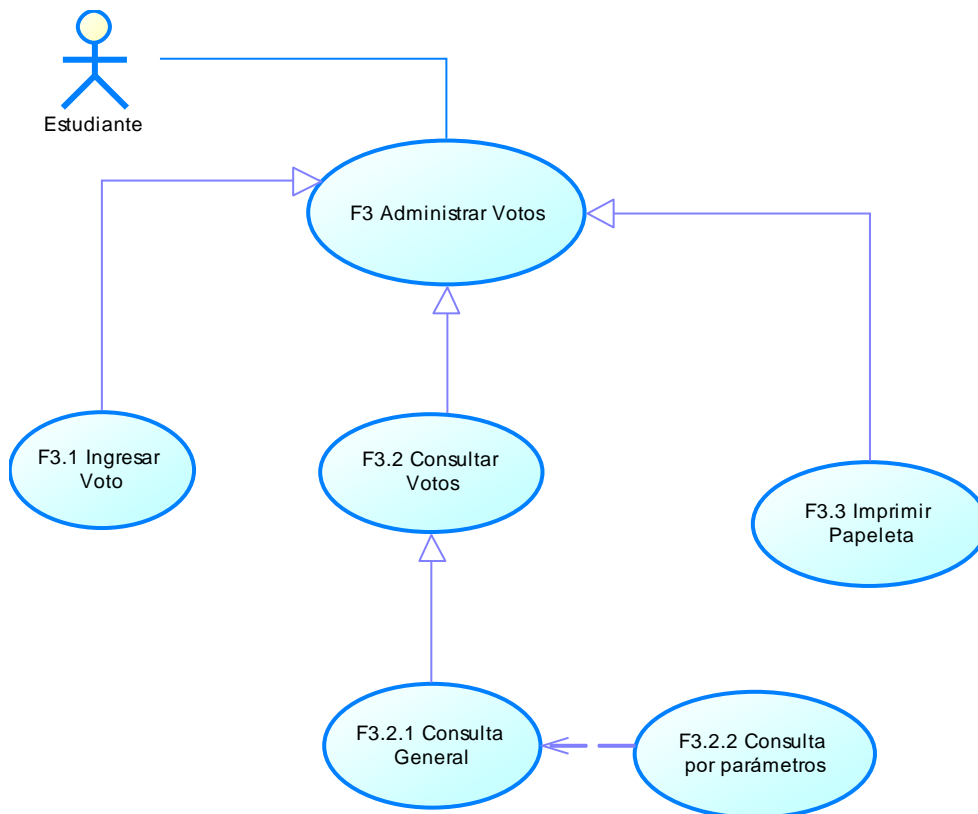 Estudiante
F3 Administrar Votos
F3.1 Ingresar
Voto
F3.2 Consultar
Votos
F3.3 Imprimir
Papeleta
F3.2.1 Consulta
General
F3.2.2 Consulta
por parámetros